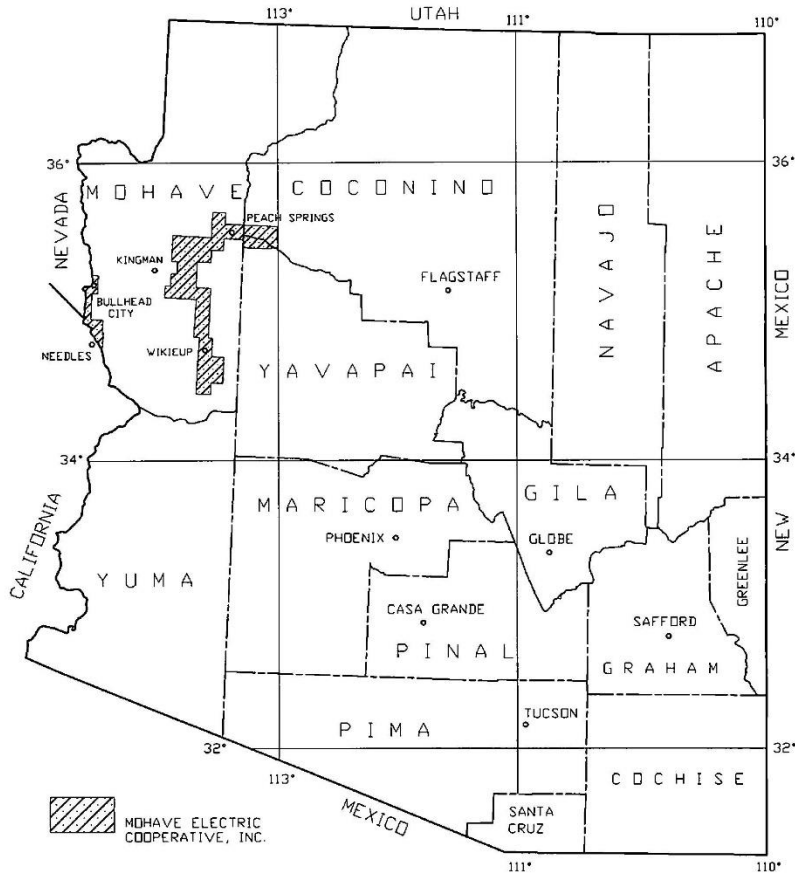 113° UTAH 111° 110°
36° 36°
MOHAVE COCONINO
PEACH SPRINGS
NEVADA
KINGMAN
FLAGSTAFF
NAVAJO
APACHE
BULLHEAD
CITY
NEEDLES
WIKIEUP
YAVAPAI
NEW MEXICO
34° 34°
MARICOPA
GILA
PHOENIX
GLOBE
CALIFORNIA
YUMA
GREENLEE
CASA GRANDE
SAFFORD
PINAL
GRAHAM
TUCSON
PIMA
32° 32°
113°
COCHISE
MEXICO
SANTA
CRUZ
MOHAVE ELECTRIC
COOPERATIVE, INC.
111° 110°